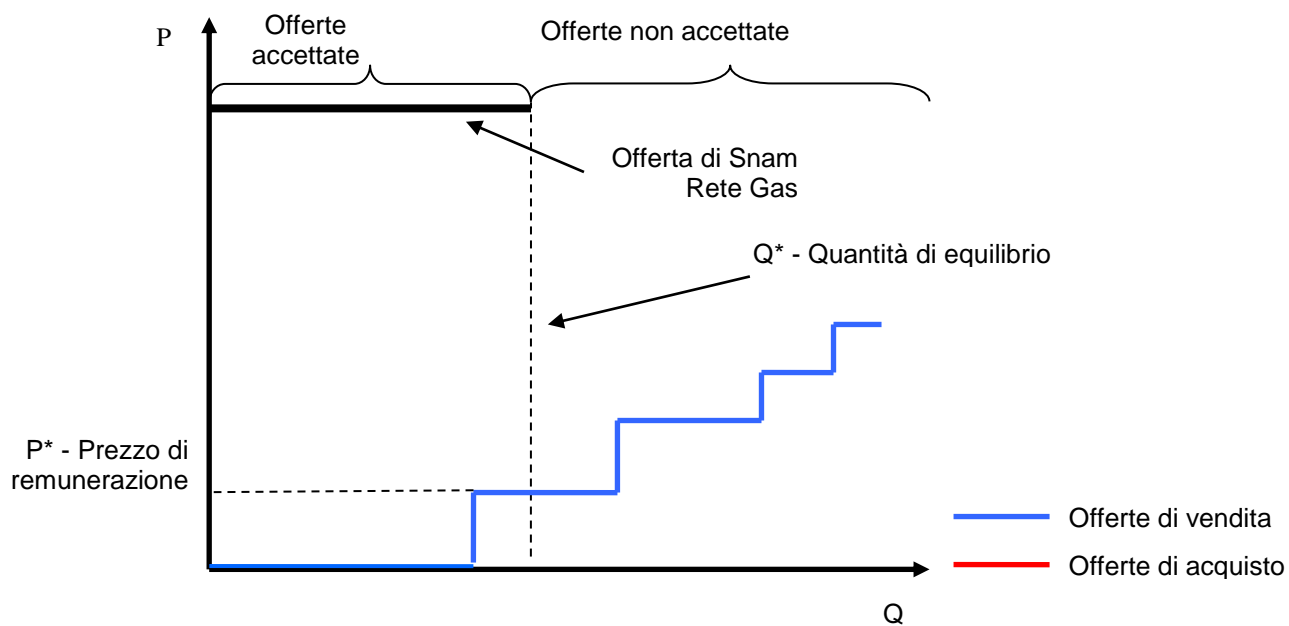 P
Offerte
accettate
Offerte non accettate
Offerta di Snam
Rete Gas
Q* - Quantità di equilibrio
P* - Prezzo di
remunerazione
Offerte di vendita
Offerte di acquisto
Q